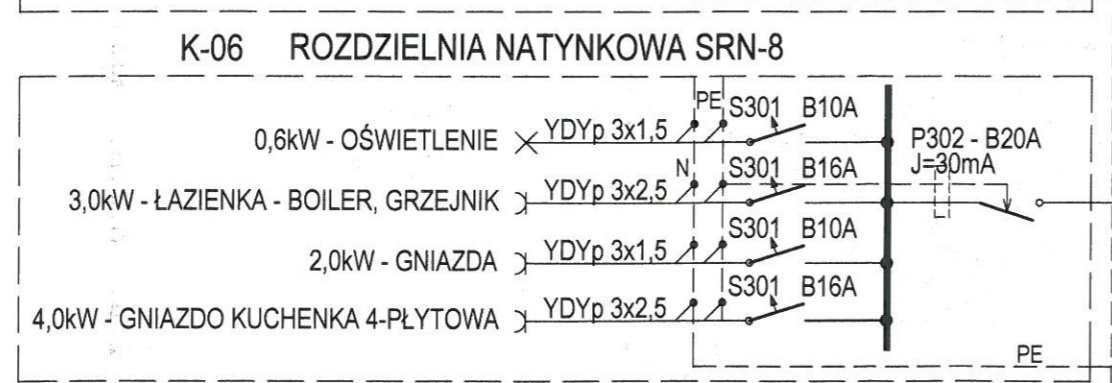 K-06 ROZDZIELNIA NATYNKOWA SRN-8
PE S301 B10A
0,6kW - OŚWIETLENIE YDYp 3x1,5
P302 - B20A
J=30mA
N S301 B16A
3,0kW - ŁAZIENKA - BOILER, GRZEJNIK YDYp 3x2,5
S301 B10A
2,0kW - GNIAZDA YDYp 3x1,5
S301 B16A
4,0kW - GNIAZDO KUCHENKA 4-PŁYTOWA YDYp 3x2,5
PE